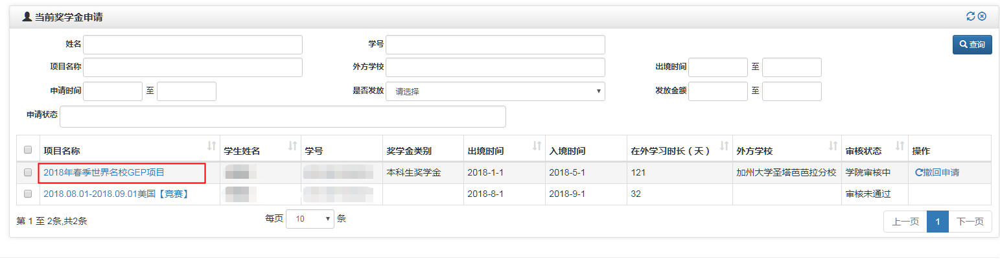 当前奖学金申请
姓名 学号 查询
项目名称 外方学校 出境时间 至
申请时间 至 是否发放 请选择 发放金额 至
申请状态
项目名称 学生姓名 学号 奖学金类别 出境时间 入境时间 在外学习时长（天） 外方学校 审核状态 操作
2018年春季世界名校GEP项目 本科生奖学金 2018-1-1 2018-5-1 121 加州大学圣塔芭芭拉分校 学院审核中 撤回申请
2018.08.01-2018.09.01美国【竞赛】 2018-8-1 2018-9-1 32 审核未通过
第 1 至 2条,共2条 每页 10 条 上一页 1 下一页